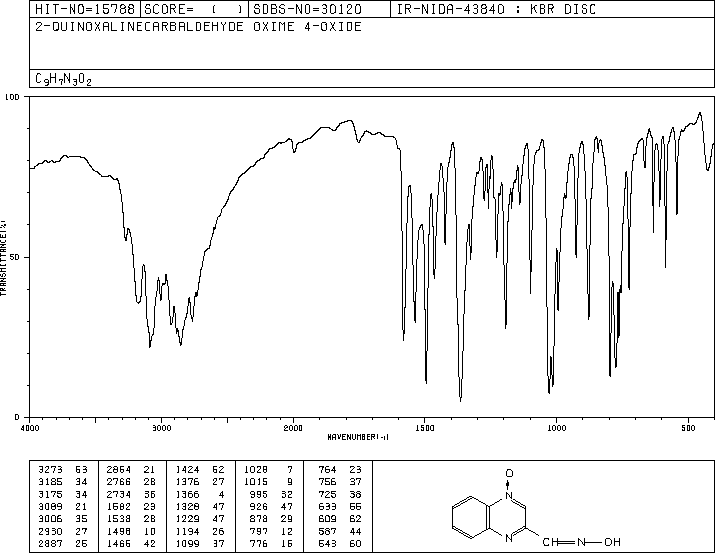 HIT-NO=15788 SCORE= ( ) SDBS-NO=30120 IR-NIDA-43840 : KBR DISC
2-QUINOXALINECARBALDEHYDE OXIME 4-OXIDE
C9H7N3O2
100
TRANSMITTANCE(%)
50
0
4000 3000 2000 1500 1000 500
WAVENUMBER(-1)
3273 63 2864 21 1424 52 1028 7 764 23
3185 34 2766 28 1376 27 1015 9 756 37
3175 34 2734 36 1366 4 995 32 725 38
3089 21 1582 23 1328 47 926 47 633 55
3006 35 1538 28 1229 47 878 29 609 62
2930 27 1498 10 1194 26 797 12 587 44
2887 26 1465 42 1099 37 776 15 543 60
O
N
N
CH N OH